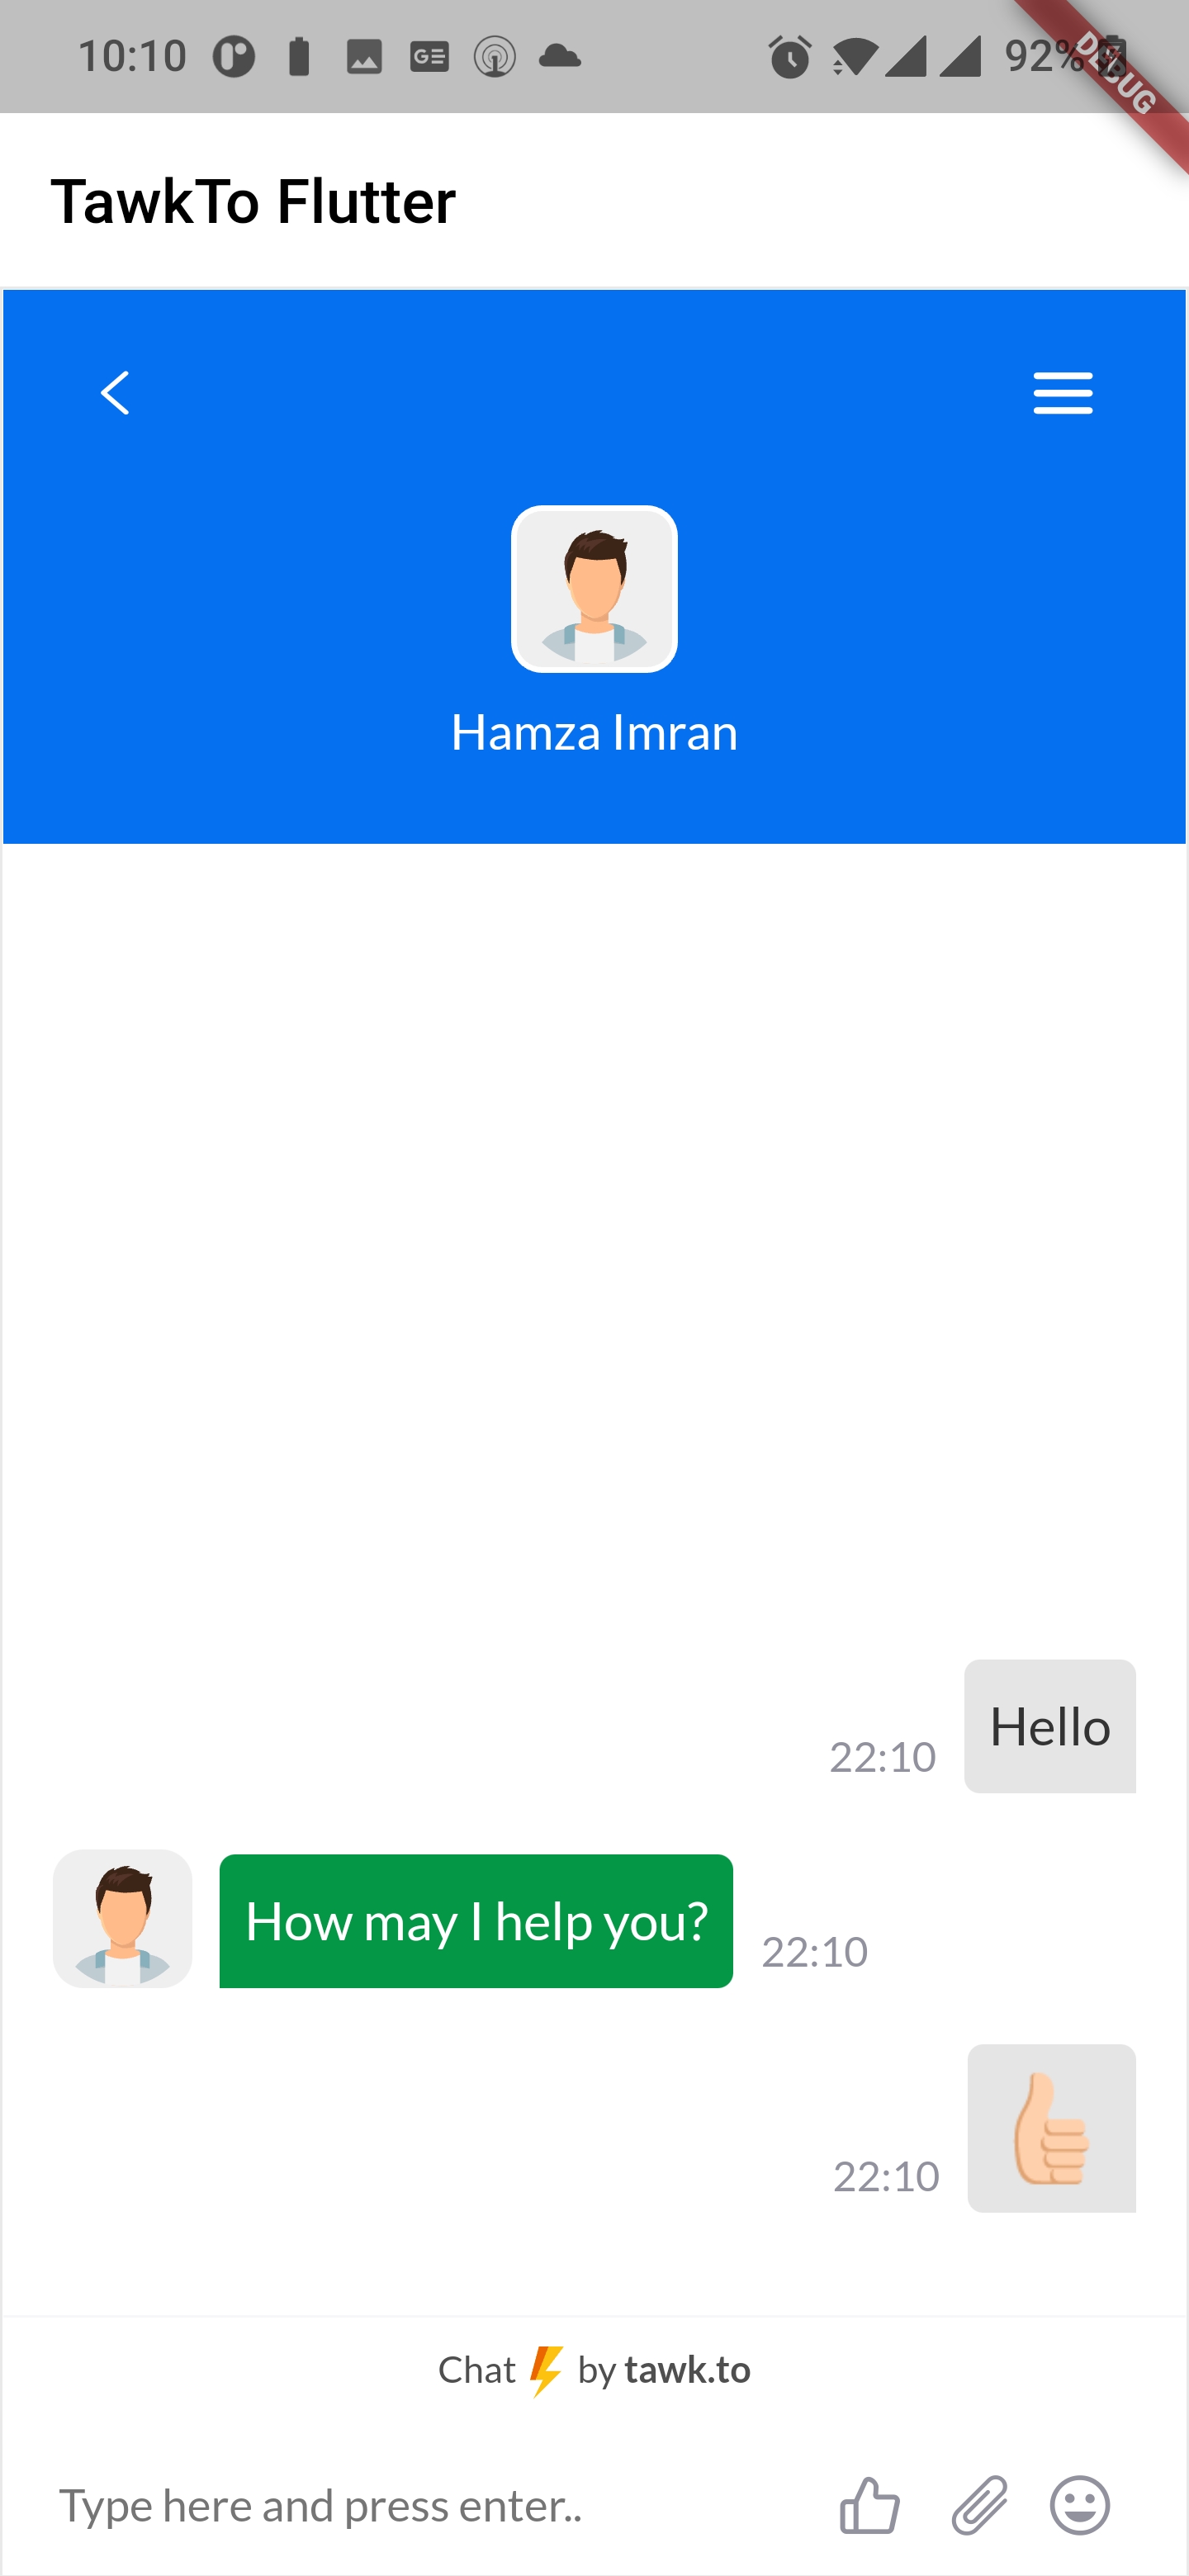 10:10
GE
92%
DEBUG
TawkTo Flutter
Hamza Imran
Hello
22:10
How may I help you?
22:10
22:10
Chat by tawk.to
Type here and press enter..